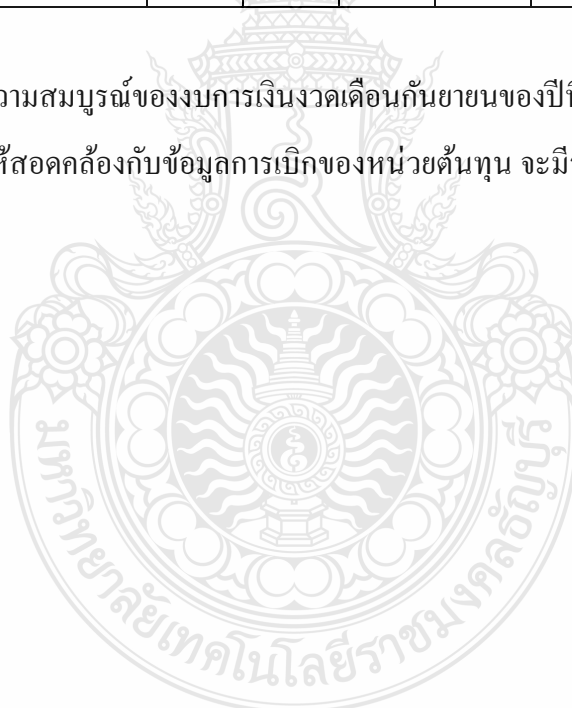 วามสมบูรณ์ของงบการเงินงวดเดือนกันยายนของปีที
ห้สอดคล้องกับข้อมูลการเบิกของหน่วยต้นทุน จะมี
มหาวิทยาลัยเทคโนโลยีราชมงคลธัญบุรี